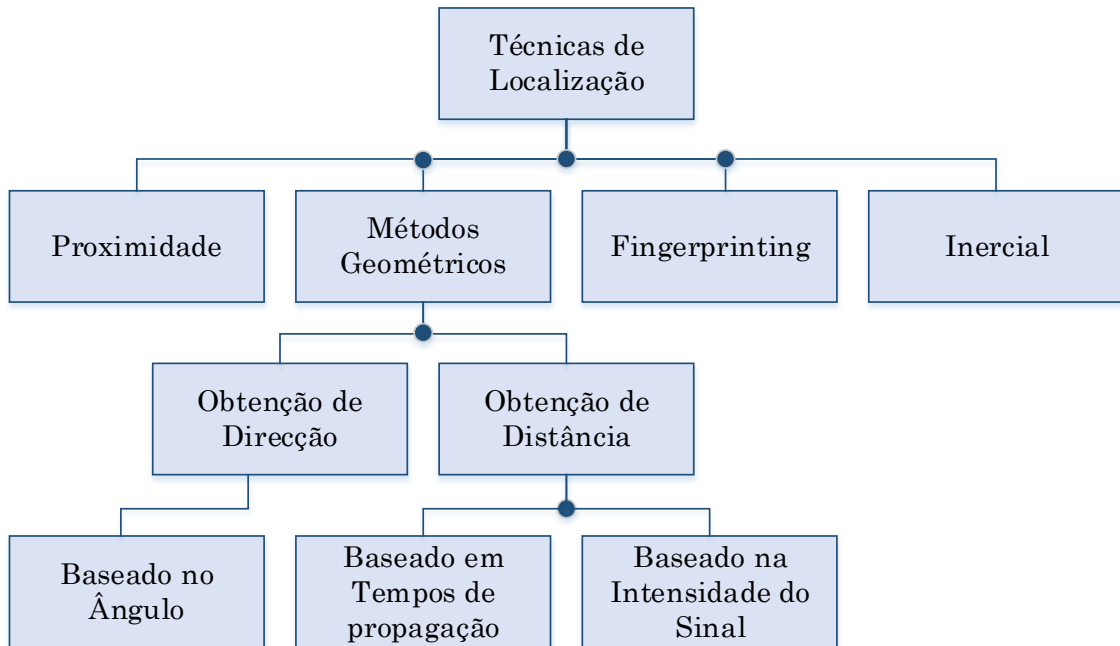 Técnicas de
Localização
Proximidade
Métodos
Geométricos
Fingerprinting
Inercial
Obtenção de
Direcção
Obtenção de
Distância
Baseado no
Ângulo
Baseado em
Tempos de
propagação
Baseado na
Intensidade do
Sinal